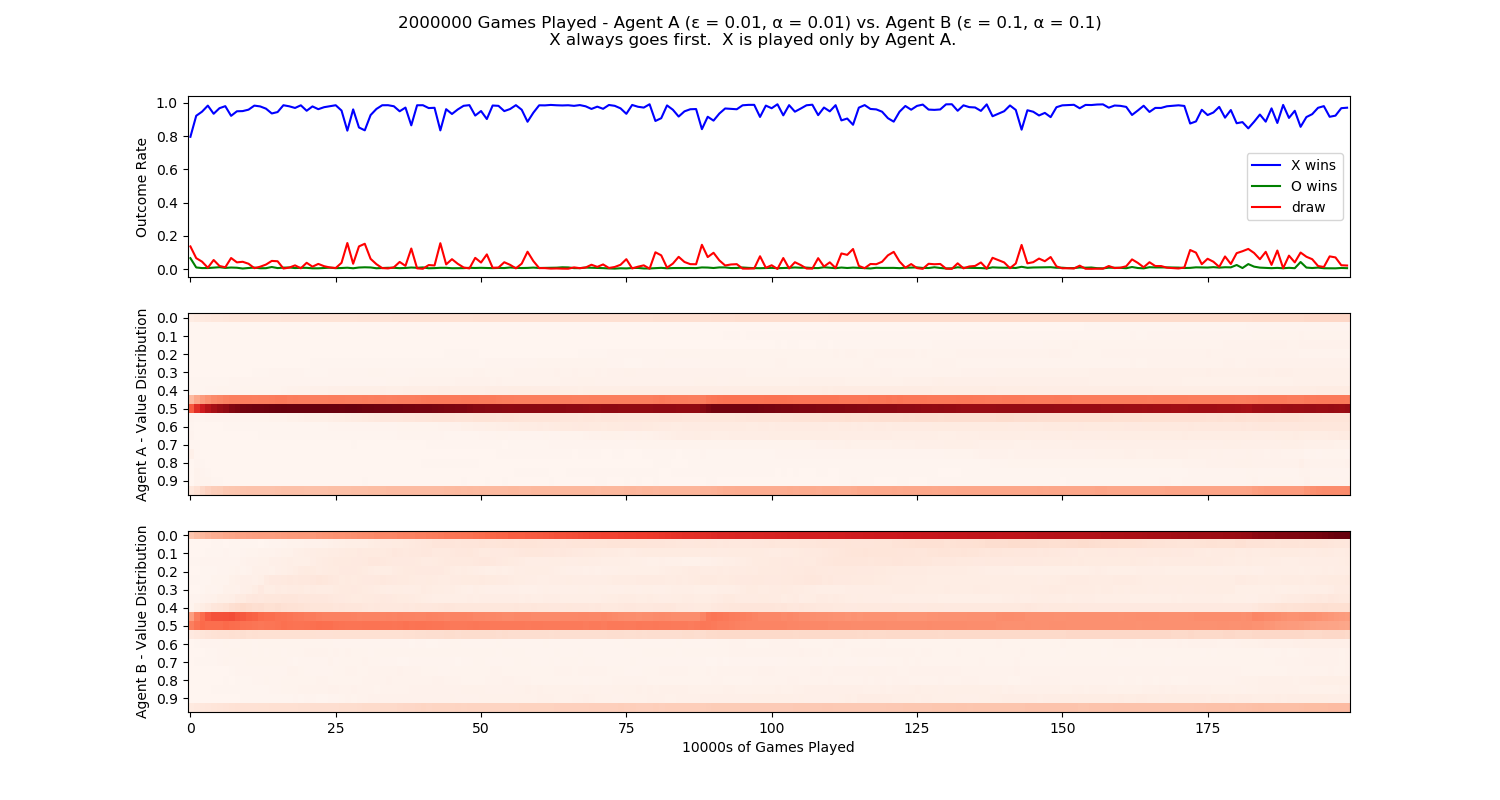 2000000 Games Played - Agent A (ε = 0.01, α = 0.01) vs. Agent B (ε = 0.1, α = 0.1)
X always goes first.  X is played only by Agent A.
Outcome Rate
1.0
0.8
0.6
0.4
0.2
0.0
X wins
O wins
draw
Agent A - Value Distribution
0.0
0.1
0.2
0.3
0.4
0.5
0.6
0.7
0.8
0.9
Agent B - Value Distribution
0.0
0.1
0.2
0.3
0.4
0.5
0.6
0.7
0.8
0.9
0 25 50 75 100 125 150 175
10000s of Games Played